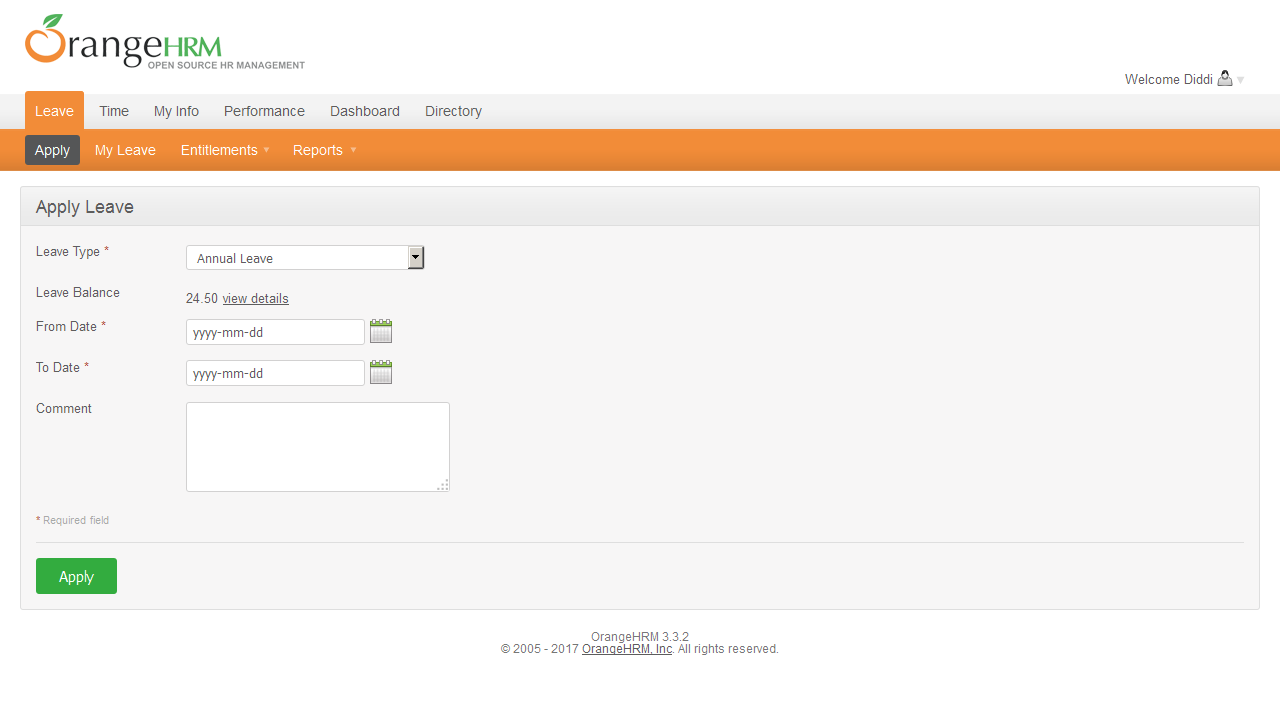 OrangeHRM
OPEN SOURCE HR MANAGEMENT
Welcome Diddi
Leave Time My Info Performance Dashboard Directory
Apply My Leave Entitlements Reports
Apply Leave
Leave Type *
Annual Leave
Leave Balance
24.50 view details
From Date *
yyyy-mm-dd
To Date *
yyyy-mm-dd
Comment
* Required field
Apply
OrangeHRM 3.3.2
© 2005 - 2017 OrangeHRM, Inc. All rights reserved.